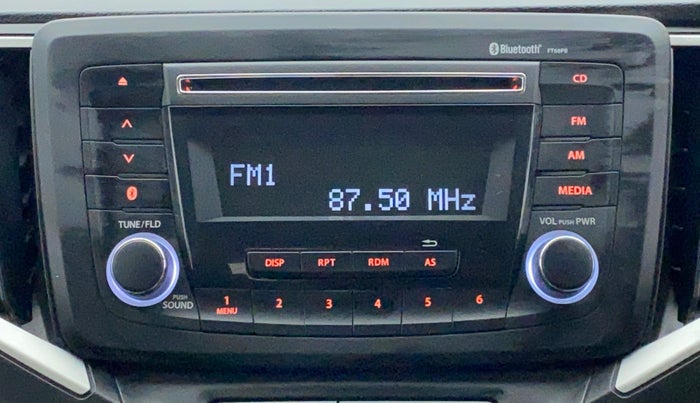 Bluetooth®
FT68PB
CD
FM
AM
MEDIA
FM1
87.50 MHz
TUNE/FLD
VOL PUSH PWR
DISP RPT RDM AS
PUSH
SOUND
1 2 3 4 5 6
MENU